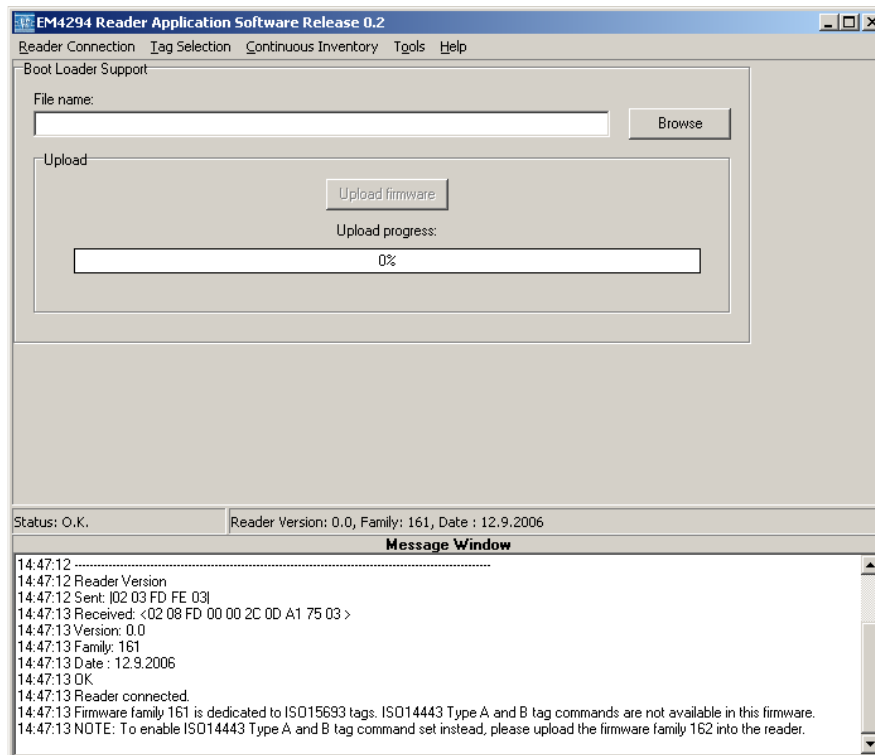 EM4294 Reader Application Software Release 0.2
Reader Connection Tag Selection Continuous Inventory Tools Help
Boot Loader Support
File name:
Browse
Upload
Upload firmware
Upload progress:
0%
Status: O.K.
Reader Version: 0.0, Family: 161, Date : 12.9.2006
Message Window
14:47:12 ----------------------------------------------------------------------------------------------------
14:47:12 Reader Version
14:47:12 Sent: |02 03 FD FE 03|
14:47:13 Received: <02 08 FD 00 00 2C 0D A1 75 03 >
14:47:13 Version: 0.0
14:47:13 Family: 161
14:47:13 Date : 12.9.2006
14:47:13 OK
14:47:13 Reader connected.
14:47:13 Firmware family 161 is dedicated to ISO15693 tags. ISO14443 Type A and B tag commands are not available in this firmware.
14:47:13 NOTE: To enable ISO14443 Type A and B tag command set instead, please upload the firmware family 162 into the reader.